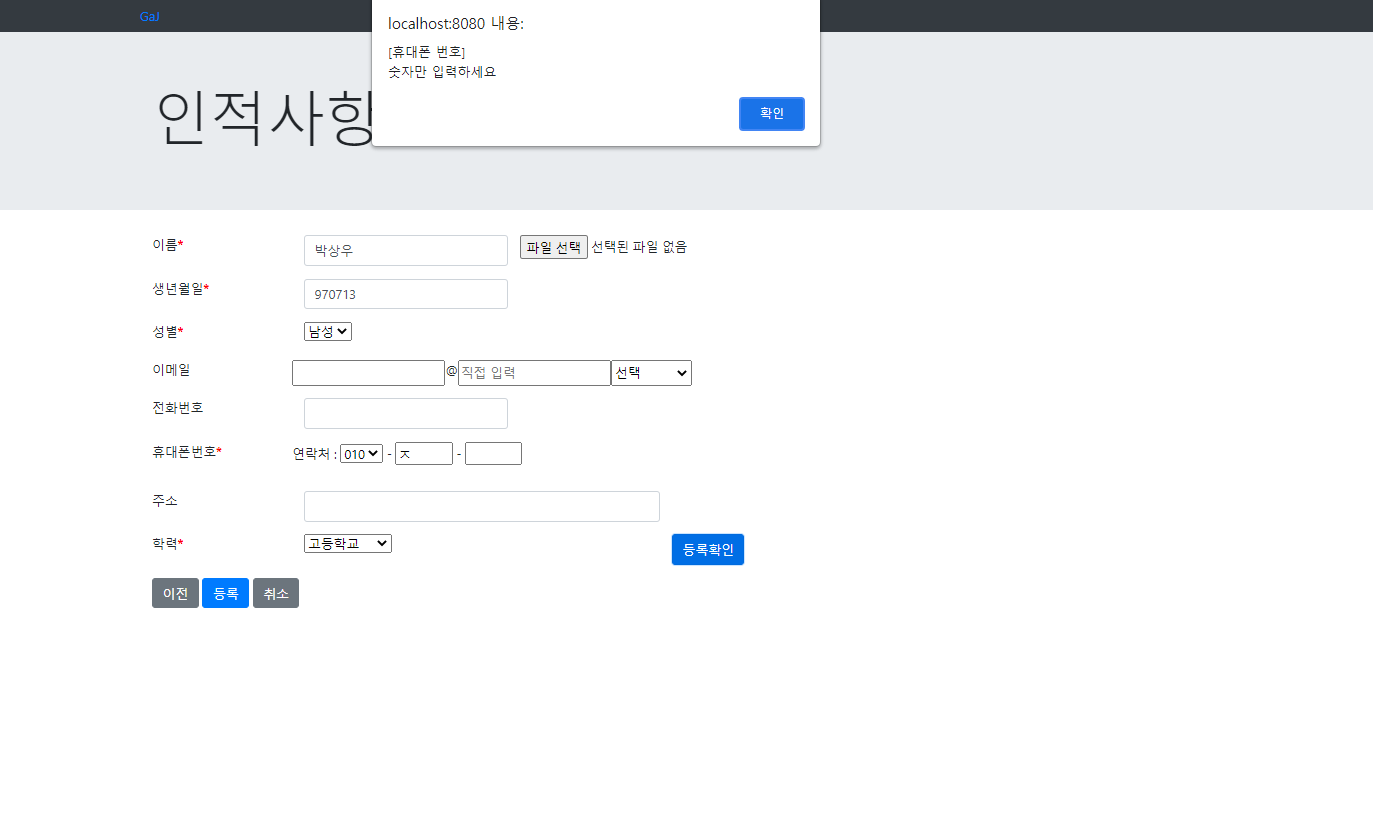 GaJ
localhost:8080 내용:
[휴대폰 번호]
숫자만 입력하세요
확인
인적사항
이름* 박상우 파일 선택 선택된 파일 없음
생년월일* 970713
성별* 남성
이메일 @ 직접 입력 선택
전화번호
휴대폰번호* 연락처 : 010 - ㅈ -
주소
학력* 고등학교 등록확인
이전 등록 취소